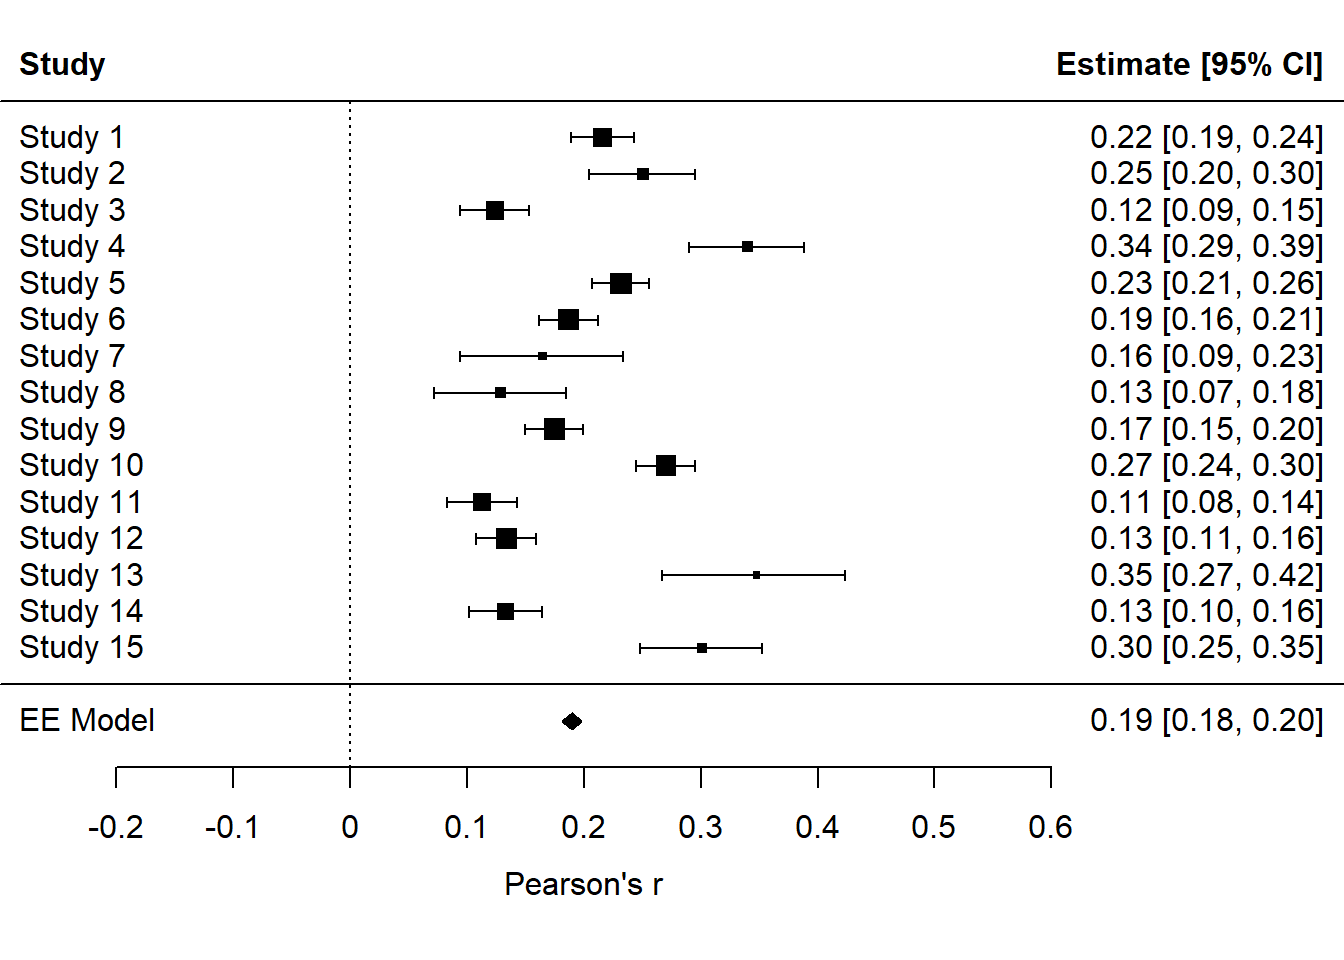 Study Estimate [95% CI]
Study 1 0.22 [0.19, 0.24]
Study 2 0.25 [0.20, 0.30]
Study 3 0.12 [0.09, 0.15]
Study 4 0.34 [0.29, 0.39]
Study 5 0.23 [0.21, 0.26]
Study 6 0.19 [0.16, 0.21]
Study 7 0.16 [0.09, 0.23]
Study 8 0.13 [0.07, 0.18]
Study 9 0.17 [0.15, 0.20]
Study 10 0.27 [0.24, 0.30]
Study 11 0.11 [0.08, 0.14]
Study 12 0.13 [0.11, 0.16]
Study 13 0.35 [0.27, 0.42]
Study 14 0.13 [0.10, 0.16]
Study 15 0.30 [0.25, 0.35]
EE Model 0.19 [0.18, 0.20]
-0.2 -0.1 0 0.1 0.2 0.3 0.4 0.5 0.6
Pearson's r